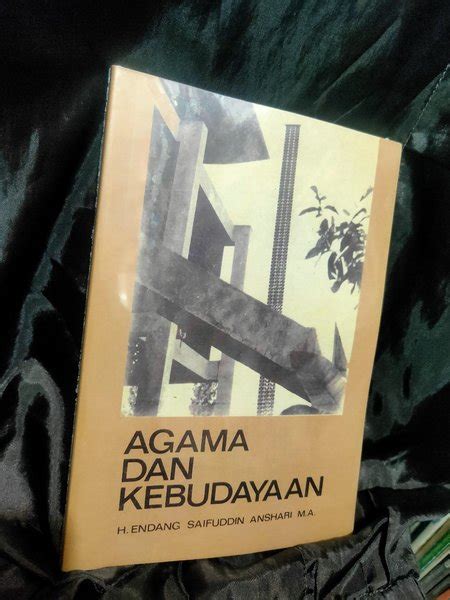 AGAMA
DAN
KEBUDAYAAN
H. ENDANG SAIFUDDIN ANSHARI M.A.